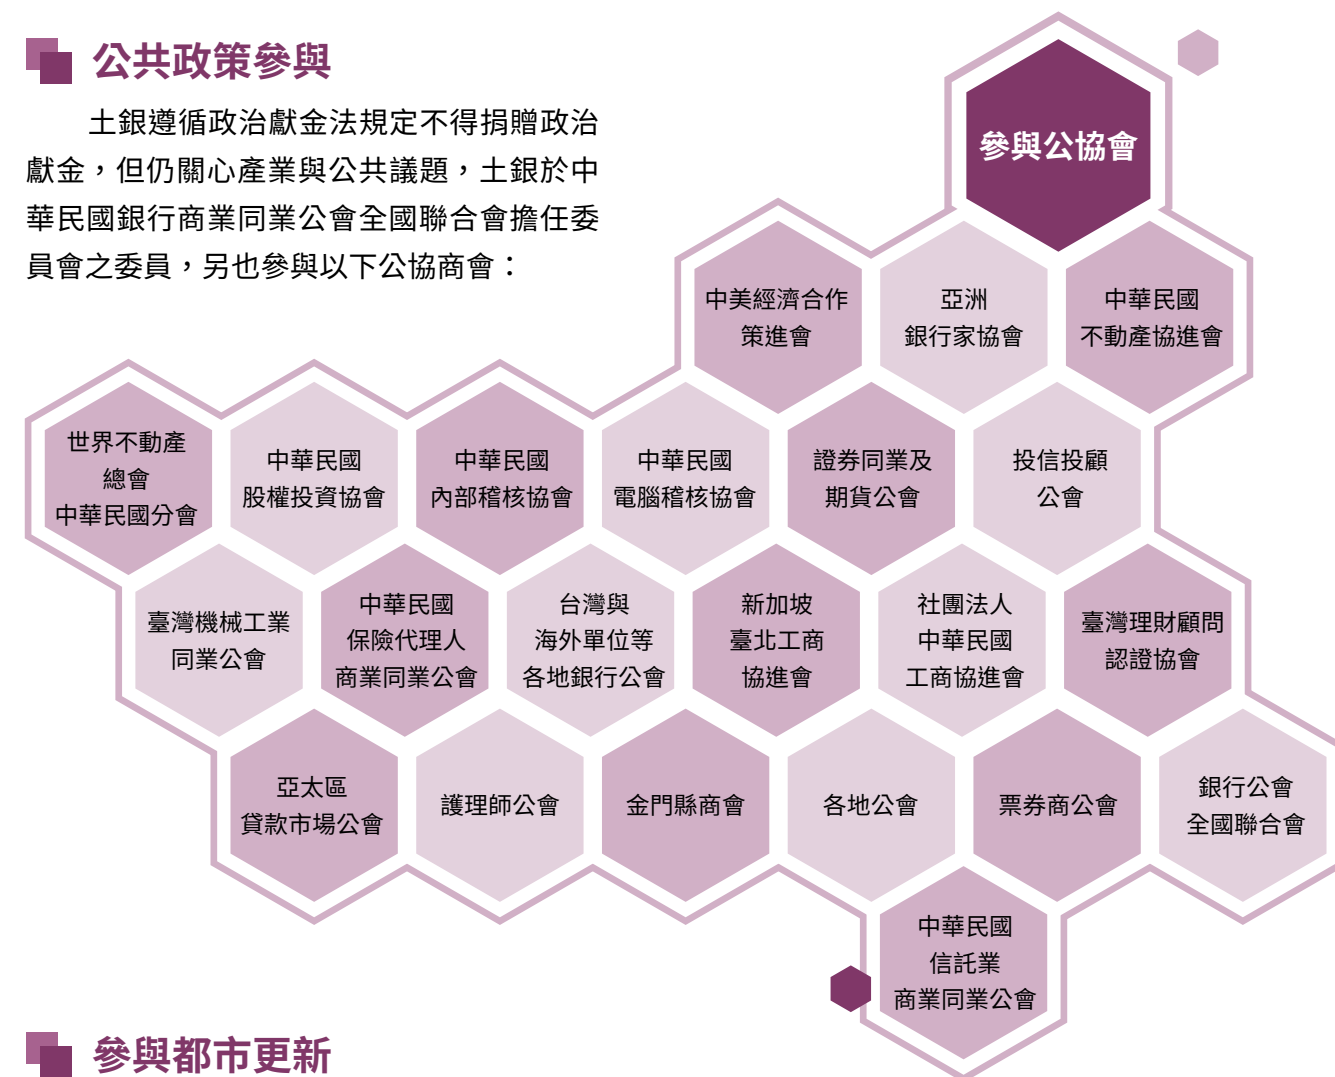 公共政策參與
土銀遵循政治獻金法規定不得捐贈政治
獻金，但仍關心產業與公共議題，土銀於中
華民國銀行商業同業公會全國聯合會擔任委
員會之委員，另也參與以下公協商會：
參與公協會
中美經濟合作
策進會
亞洲
銀行家協會
中華民國
不動產協進會
世界不動產
總會
中華民國分會
中華民國
股權投資協會
中華民國
內部稽核協會
中華民國
電腦稽核協會
證券同業及
期貨公會
投信投顧
公會
臺灣機械工業
同業公會
中華民國
保險代理人
商業同業公會
台灣與
海外單位等
各地銀行公會
新加坡
臺北工商
協進會
社團法人
中華民國
工商協進會
臺灣理財顧問
認證協會
亞太區
貸款市場公會
護理師公會
金門縣商會
各地公會
票券商公會
銀行公會
全國聯合會
中華民國
信託業
商業同業公會
參與都市更新